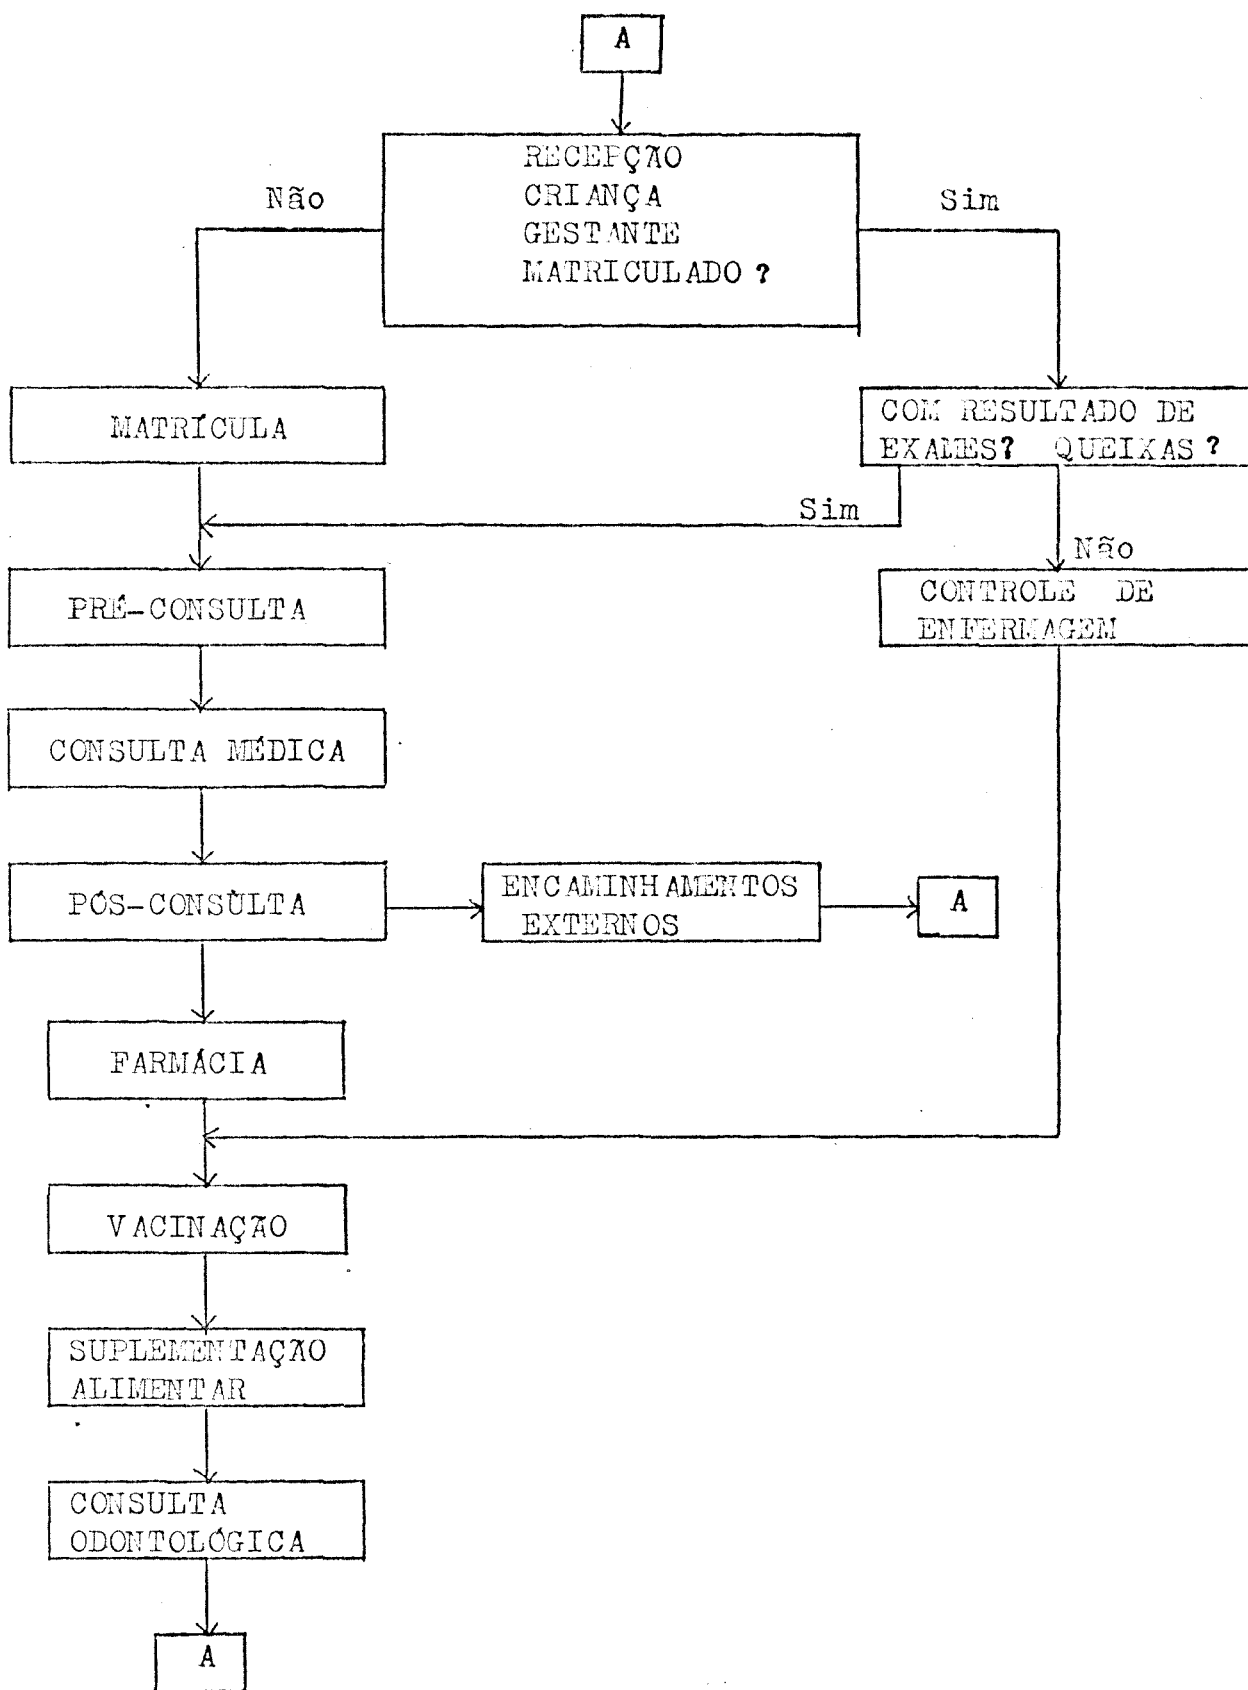 A
RECEPÇÃO
CRIANÇA
GESTANTE
MATRICULADO ?
Não
Sim
MATRÍCULA
COM RESULTADO DE
EXAMES? QUEIXAS ?
Sim
Não
PRÉ-CONSULTA
CONTROLE DE
ENFERMAGEM
CONSULTA MÉDICA
PÓS-CONSULTA
ENCAMINHAMENTOS
EXTERNOS
A
FARMÁCIA
VACINAÇÃO
SUPLEMENTAÇÃO
ALIMENTAR
CONSULTA
ODONTOLÓGICA
A